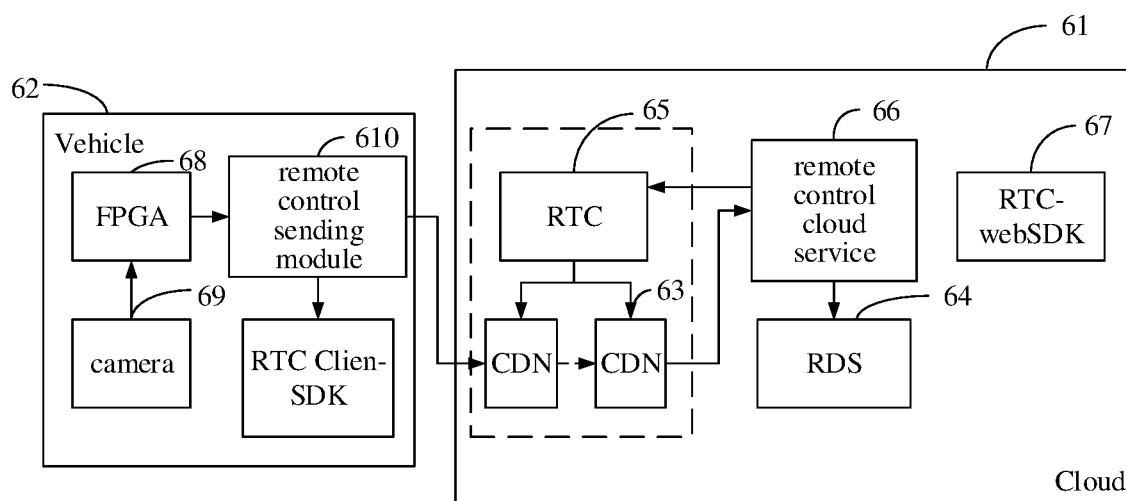 61
62
Vehicle
68
FPGA
610
remote
control
sending
module
69
camera
RTC Clien-
SDK
65
RTC
63
CDN
CDN
66
remote
control
cloud
service
64
RDS
67
RTC-
webSDK
Cloud